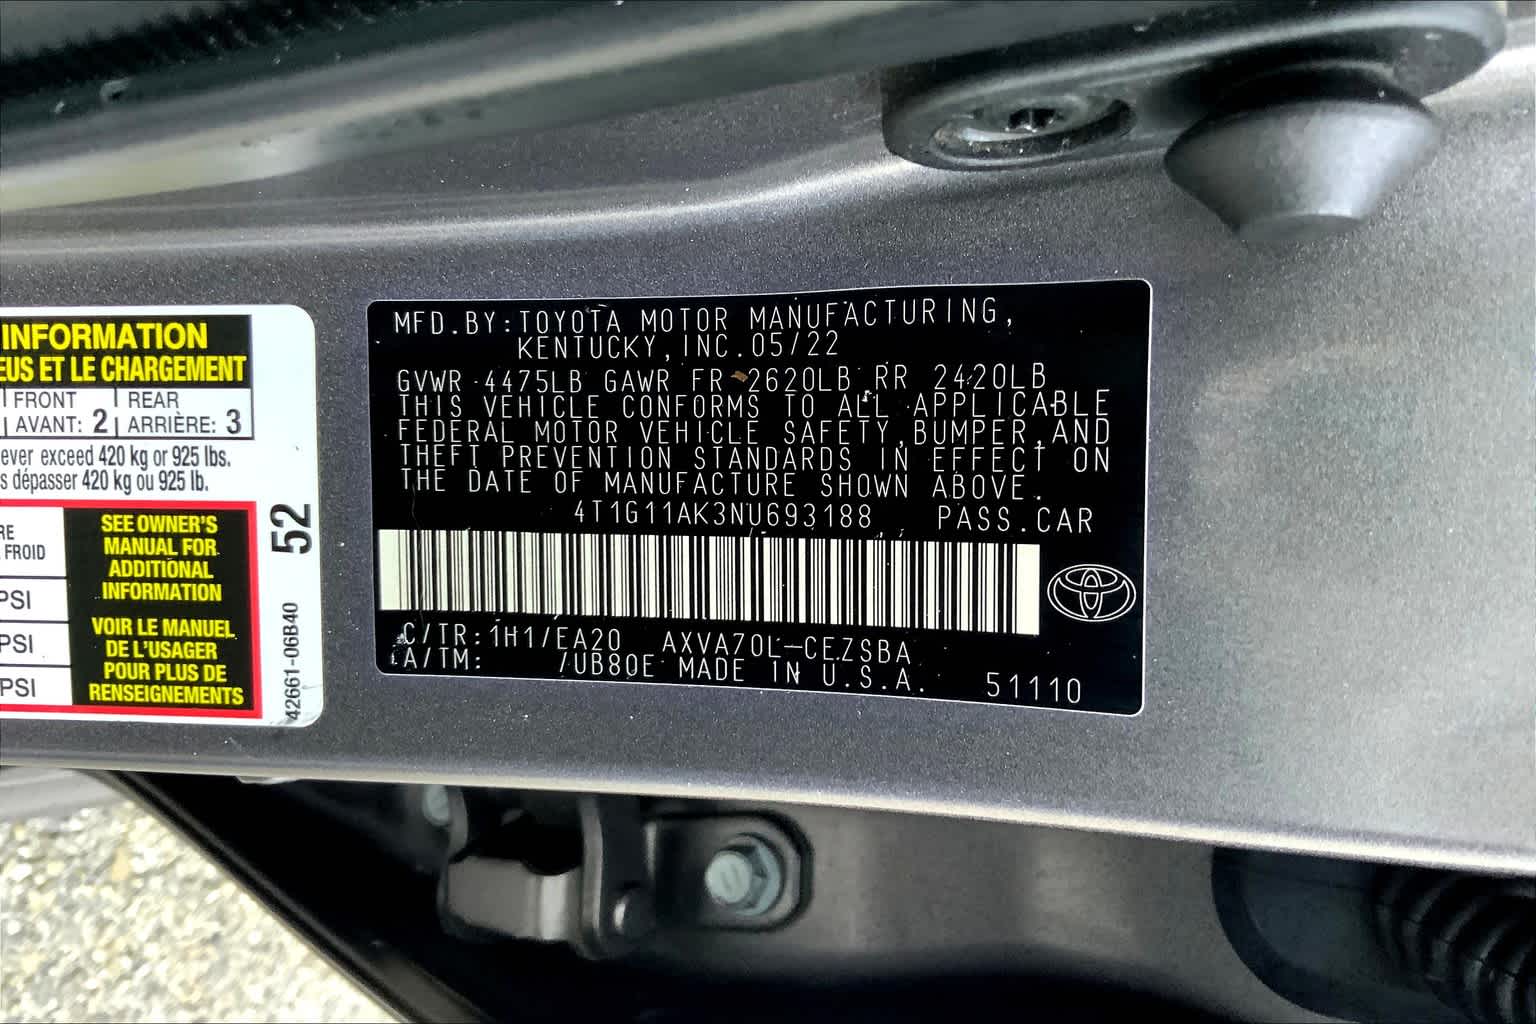 INFORMATION
EUS ET LE CHARGEMENT
FRONT REAR
AVANT: 2 ARRIÈRE: 3
ever exceed 420 kg or 925 lbs.
s dépasser 420 kg ou 925 lb.
RE
FROID
PSI
PSI
PSI
SEE OWNER'S
MANUAL FOR
ADDITIONAL
INFORMATION
VOIR LE MANUEL
DE L'USAGER
POUR PLUS DE
RENSEIGNEMENTS
52
42661-06B40
MFD.BY:TOYOTA MOTOR MANUFACTURING,
KENTUCKY,INC.05/22
GVWR 4475LB GAWR FR 2620LB RR 2420LB
THIS VEHICLE CONFORMS TO ALL APPLICABLE
FEDERAL MOTOR VEHICLE SAFETY,BUMPER,AND
THEFT PREVENTION STANDARDS IN EFFECT ON
THE DATE OF MANUFACTURE SHOWN ABOVE.
4T1G11AK3NU693188 PASS.CAR
C/TR:1H1/EA20 AXVA70L-CEZSBA
A/TM: /UB80E MADE IN U.S.A. 51110